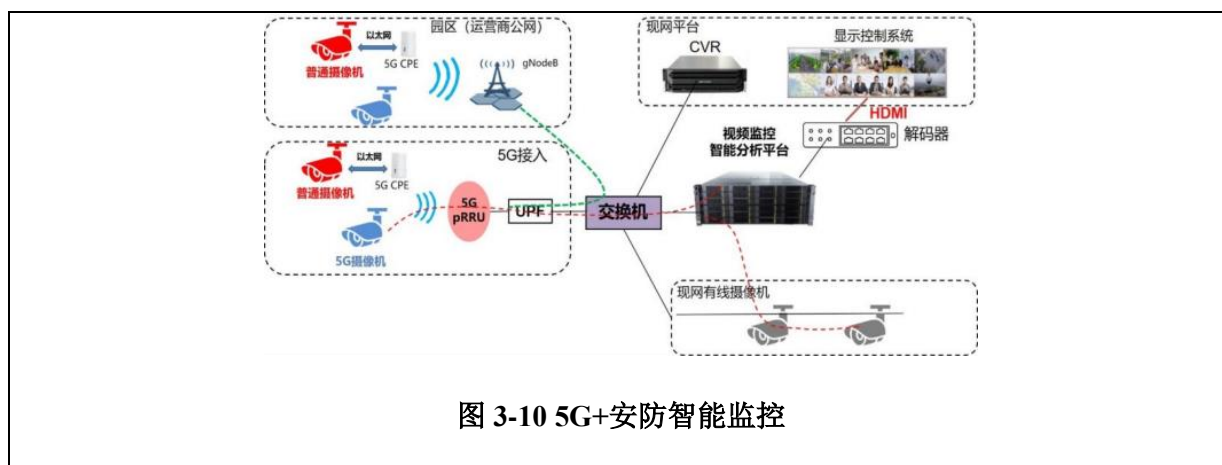 园区（运营商公网）
以太网
5G CPE
普通摄像机
gNodeB
5G接入
以太网
5G CPE
普通摄像机
5G
pRRU
UPF
5G摄像机
交换机
现网平台
CVR
显示控制系统
HDMI
解码器
视频监控
智能分析平台
现网有线摄像机
图 3-10 5G+安防智能监控